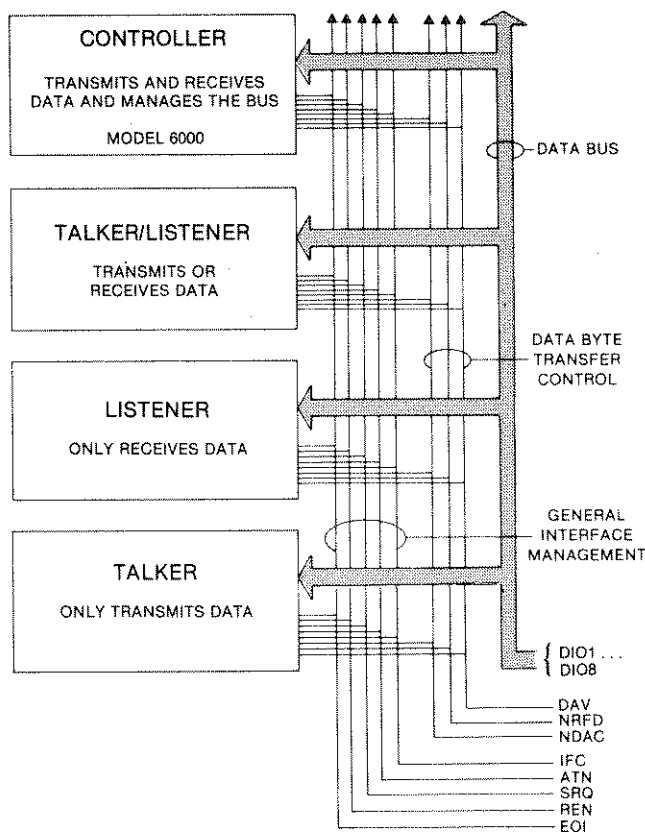 CONTROLLER
TRANSMITS AND RECEIVES
DATA AND MANAGES THE BUS
MODEL 6000
DATA BUS
TALKER/LISTENER
TRANSMITS OR
RECEIVES DATA
DATA BYTE
TRANSFER
CONTROL
LISTENER
ONLY RECEIVES DATA
GENERAL
INTERFACE
MANAGEMENT
TALKER
ONLY TRANSMITS DATA
{ DIO1 . . .
DIO8
DAV
NRFD
NDAC
IFC
ATN
SRQ
REN
EOI